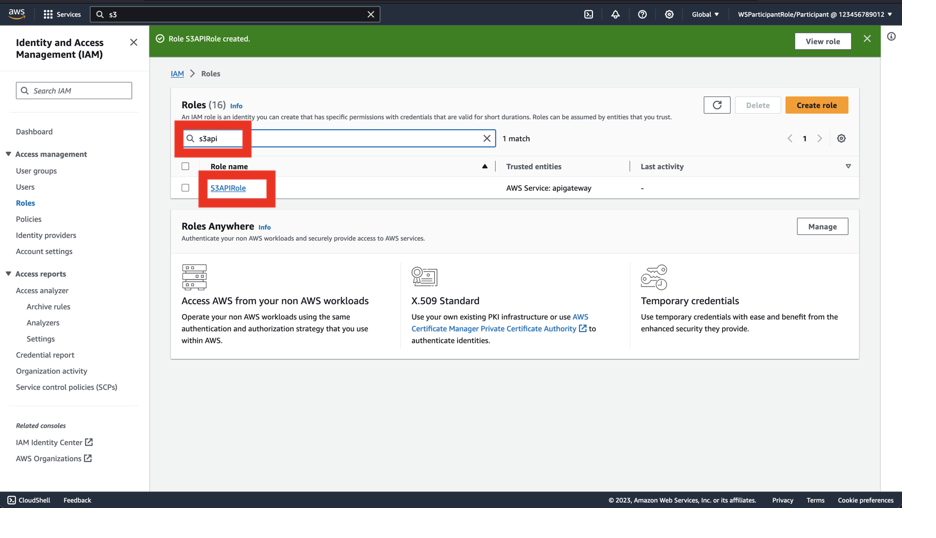 aws
Services
s3
Global
WSParticipantRole/Participant @ 123456789012
Identity and Access
Management (IAM)
Search IAM
Dashboard
Access management
User groups
Users
Roles
Policies
Identity providers
Account settings
Access reports
Access analyzer
Archive rules
Analyzers
Settings
Credential report
Organization activity
Service control policies (SCPs)
Related consoles
IAM Identity Center
AWS Organizations
Role S3APIRole created.
View role
IAM > Roles
Roles (16) Info
An IAM role is an identity you can create that has specific permissions with credentials that are valid for short durations. Roles can be assumed by entities that you trust.
Delete
Create role
s3api
1 match
1
Role name
Trusted entities
Last activity
S3APIRole
AWS Service: apigateway
-
Roles Anywhere Info
Authenticate your non AWS workloads and securely provide access to AWS services.
Manage
Access AWS from your non AWS workloads
Operate your non AWS workloads using the same
authentication and authorization strategy that you use
within AWS.
X.509 Standard
Use your own existing PKI infrastructure or use AWS
Certificate Manager Private Certificate Authority to
authenticate identities.
Temporary credentials
Use temporary credentials with ease and benefit from the
enhanced security they provide.
CloudShell
Feedback
© 2023, Amazon Web Services, Inc. or its affiliates.
Privacy
Terms
Cookie preferences